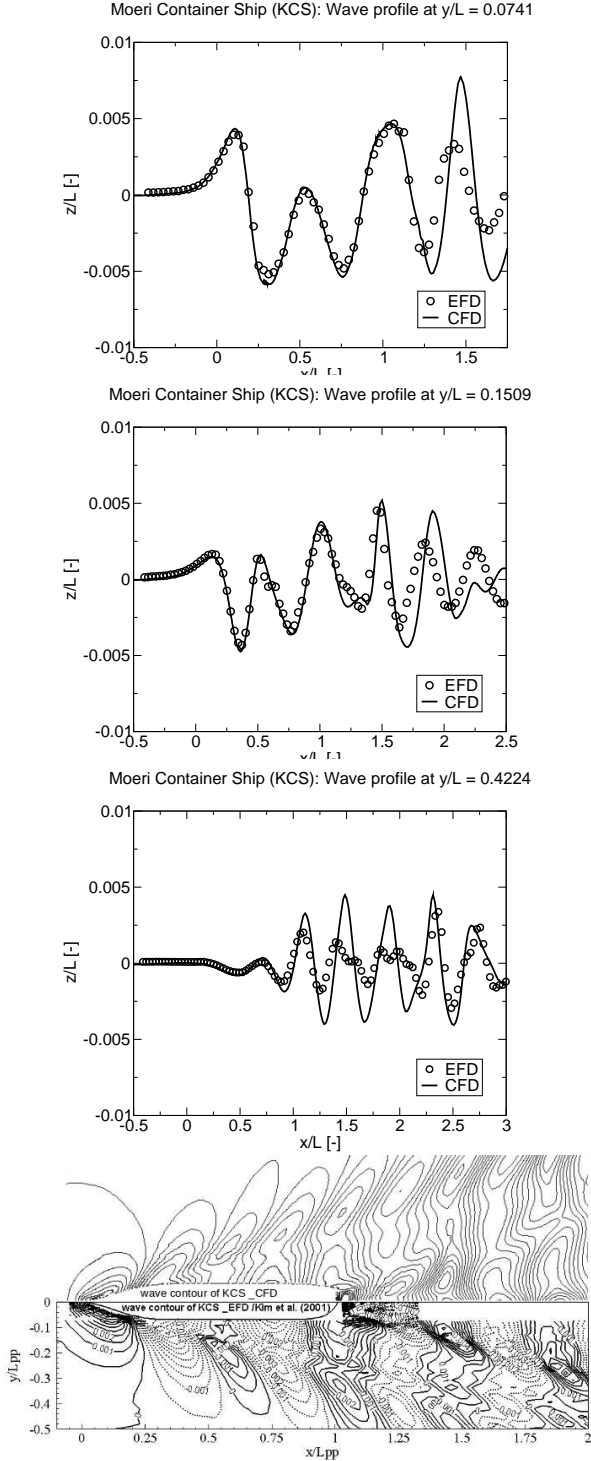 Moeri Container Ship (KCS): Wave profile at y/L = 0.0741
0.01
0.005
0
-0.005
-0.01
z/L [-]
EFD
CFD
-0.5
0
0.5
1
1.5
x/L [-]
Moeri Container Ship (KCS): Wave profile at y/L = 0.1509
0.01
0.005
0
-0.005
-0.01
z/L [-]
EFD
CFD
-0.5
0
0.5
1
1.5
2
2.5
x/L [-]
Moeri Container Ship (KCS): Wave profile at y/L = 0.4224
0.01
0.005
0
-0.005
-0.01
z/L [-]
EFD
CFD
-0.5
0
0.5
1
1.5
2
2.5
3
x/L [-]
wave contour of KCS _CFD
wave contour of KCS _EFD /Kim et al. (2001)
0
-0.1
-0.2
-0.3
-0.4
-0.5
y/Lpp
0
0.25
0.5
0.75
1
1.25
1.5
1.75
2
x/Lpp